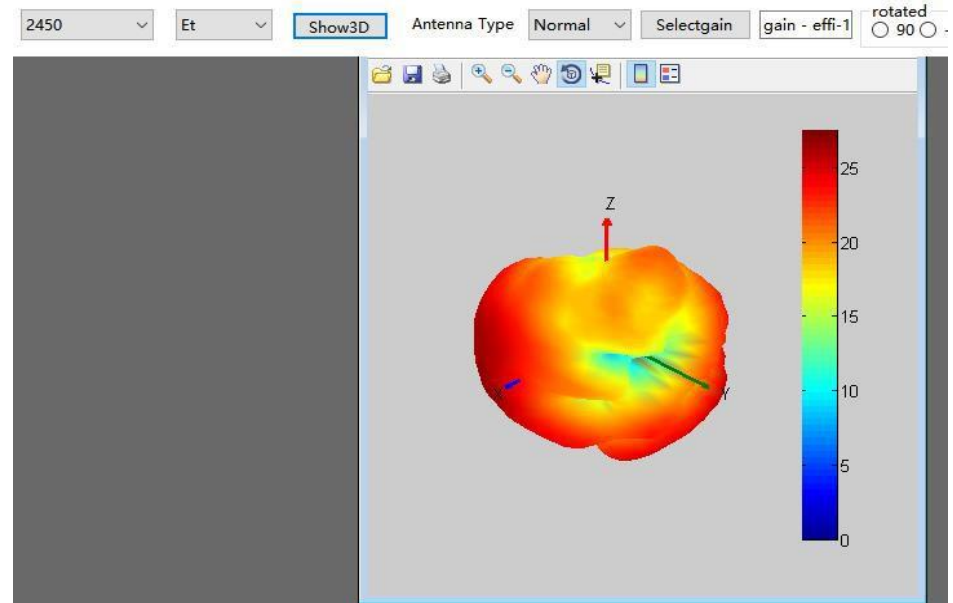 2450 Et Show3D Antenna Type Normal Selectgain gain - effi-1 rotated
90 -
Z
X
Y
25
20
15
10
5
0